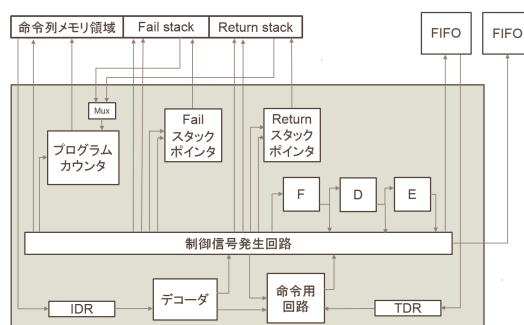 命令列メモリ領域
Fail stack
Return stack
FIFO
FIFO
Mux
プログラム
カウンタ
Fail
スタック
ポインタ
Return
スタック
ポインタ
F
D
E
制御信号発生回路
デコーダ
命令用
回路
IDR
TDR